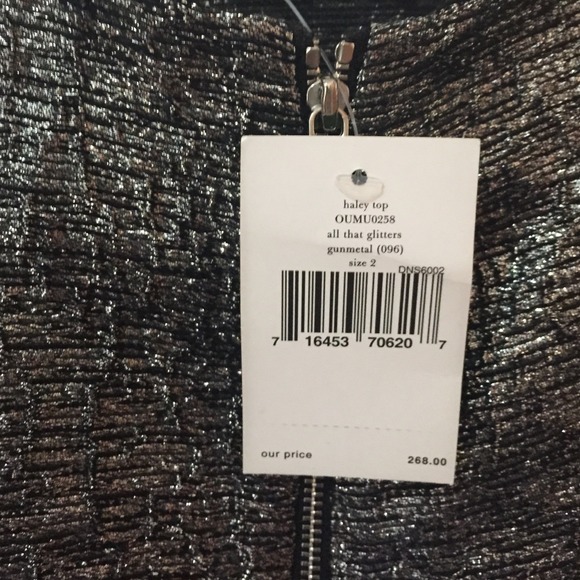 haley top
OUMU0258
all that glitters
gunmetal (096)
size 2
DNS6002
7 16453 70620 7
our price 268.00